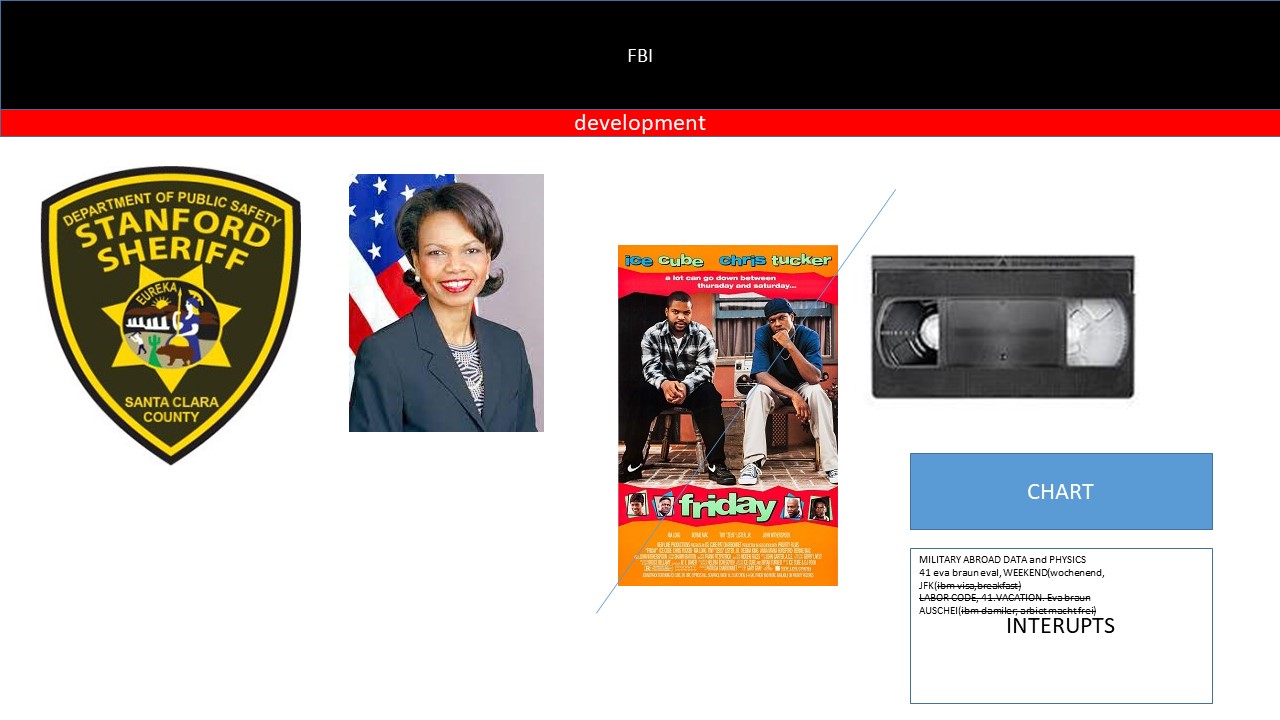 FBI
development
DEPARTMENT OF PUBLIC SAFETY
STANFORD
SHERIFF
EUREKA
SANTA CLARA
COUNTY
ice cube chris tucker
a lot can go down between
thursday and saturday...
friday
CHART
MILITARY ABROAD DATA and PHYSICS
41 eva braun eval, WEEKEND(wochenend,
JFK(ibm visa,breakfast)
LABOR CODE, 41.VACATION. Eva braun
AUSCHEI(ibm damiler, arbiet macht frei)
INTERUPTS